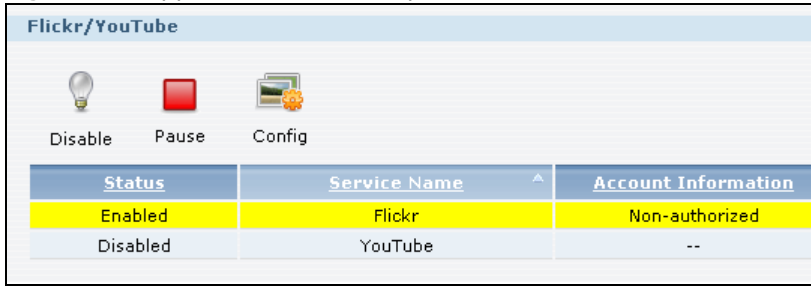 Flickr/YouTube
Disable Pause Config
Status Service Name Account Information
Enabled Flickr Non-authorized
Disabled YouTube --